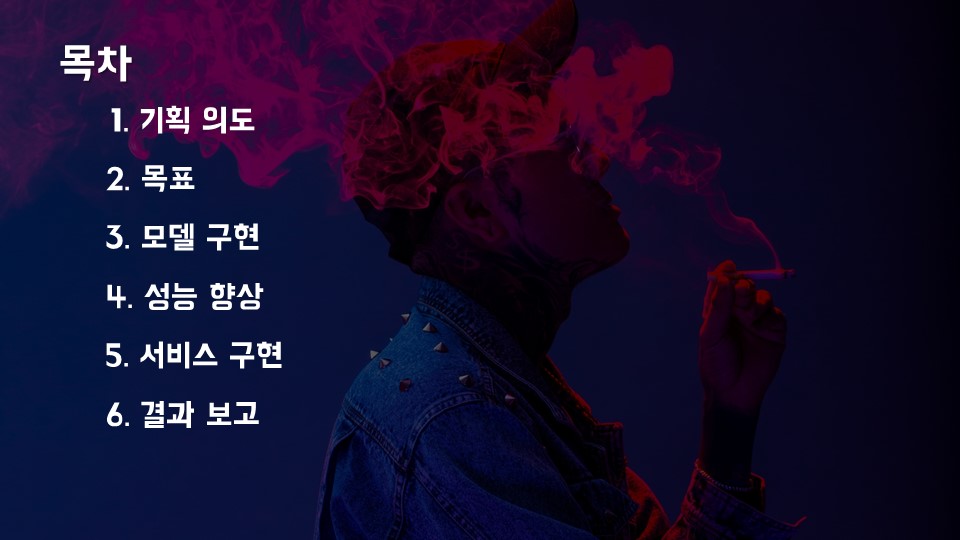 목차
1. 기획 의도
2. 목표
3. 모델 구현
4. 성능 향상
5. 서비스 구현
6. 결과 보고